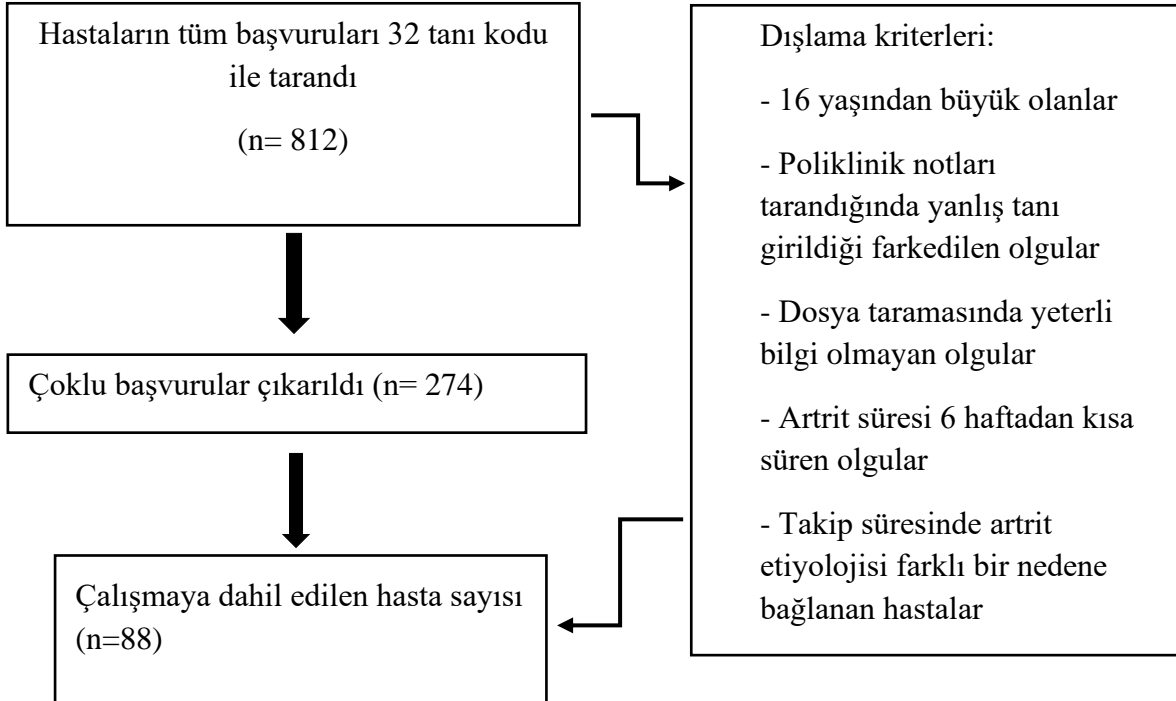 Hastaların tüm başvuruları 32 tanı kodu
ile tarandı
(n= 812)
Çoklu başvurular çıkarıldı (n= 274)
Çalışmaya dahil edilen hasta sayısı
(n=88)
Dışlama kriterleri:
- 16 yaşından büyük olanlar
- Poliklinik notları
tarandığında yanlış tanı
girildiği farkedilen olgular
- Dosya taramasında yeterli
bilgi olmayan olgular
- Artrit süresi 6 haftadan kısa
süren olgular
- Takip süresinde artrit
etiyolojisi farklı bir nedene
bağlanan hastalar